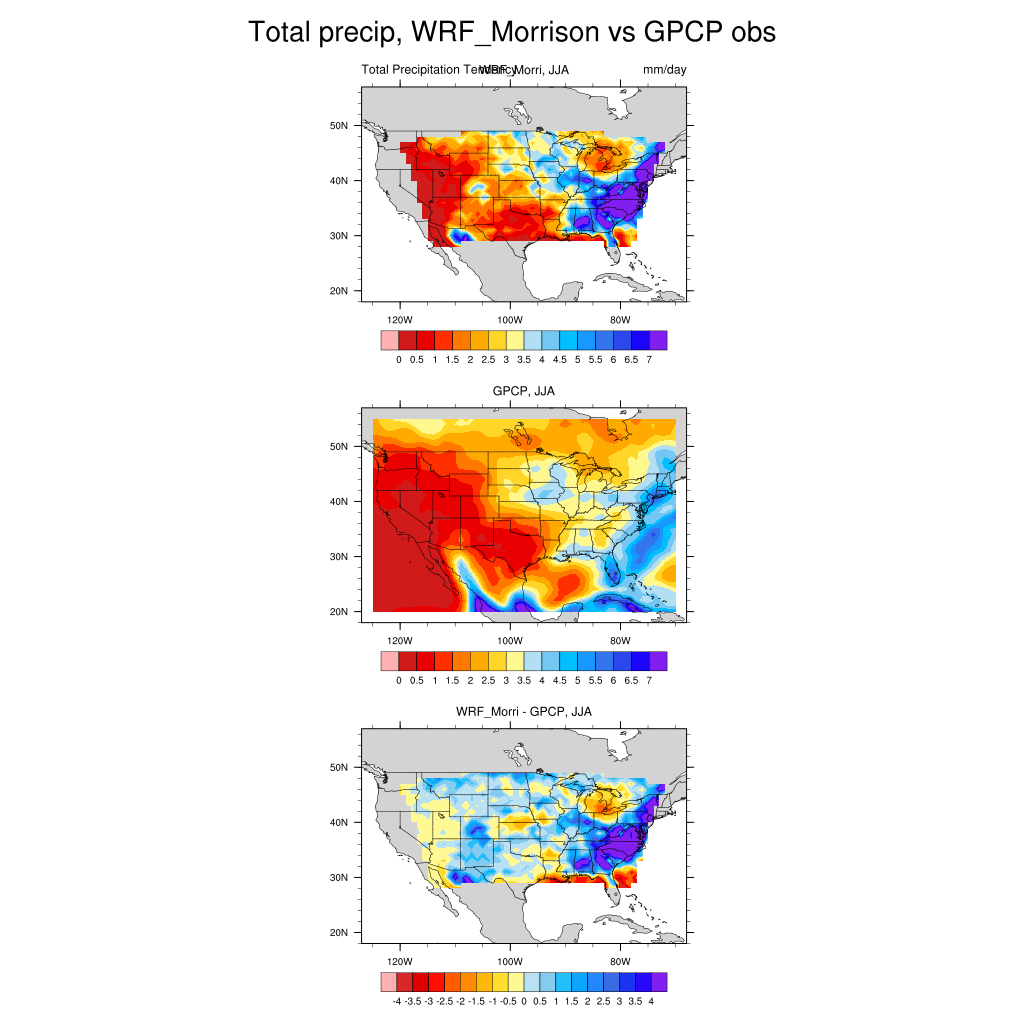 Total precip, WRF_Morrison vs GPCP obs
Total Precipitation Tendency WRF_Morri, JJA mm/day
50N
40N
30N
20N
120W 100W 80W
0 0.5 1 1.5 2 2.5 3 3.5 4 4.5 5 5.5 6 6.5 7
GPCP, JJA
50N
40N
30N
20N
120W 100W 80W
0 0.5 1 1.5 2 2.5 3 3.5 4 4.5 5 5.5 6 6.5 7
WRF_Morri - GPCP, JJA
50N
40N
30N
20N
120W 100W 80W
-4 -3.5 -3 -2.5 -2 -1.5 -1 -0.5 0 0.5 1 1.5 2 2.5 3 3.5 4